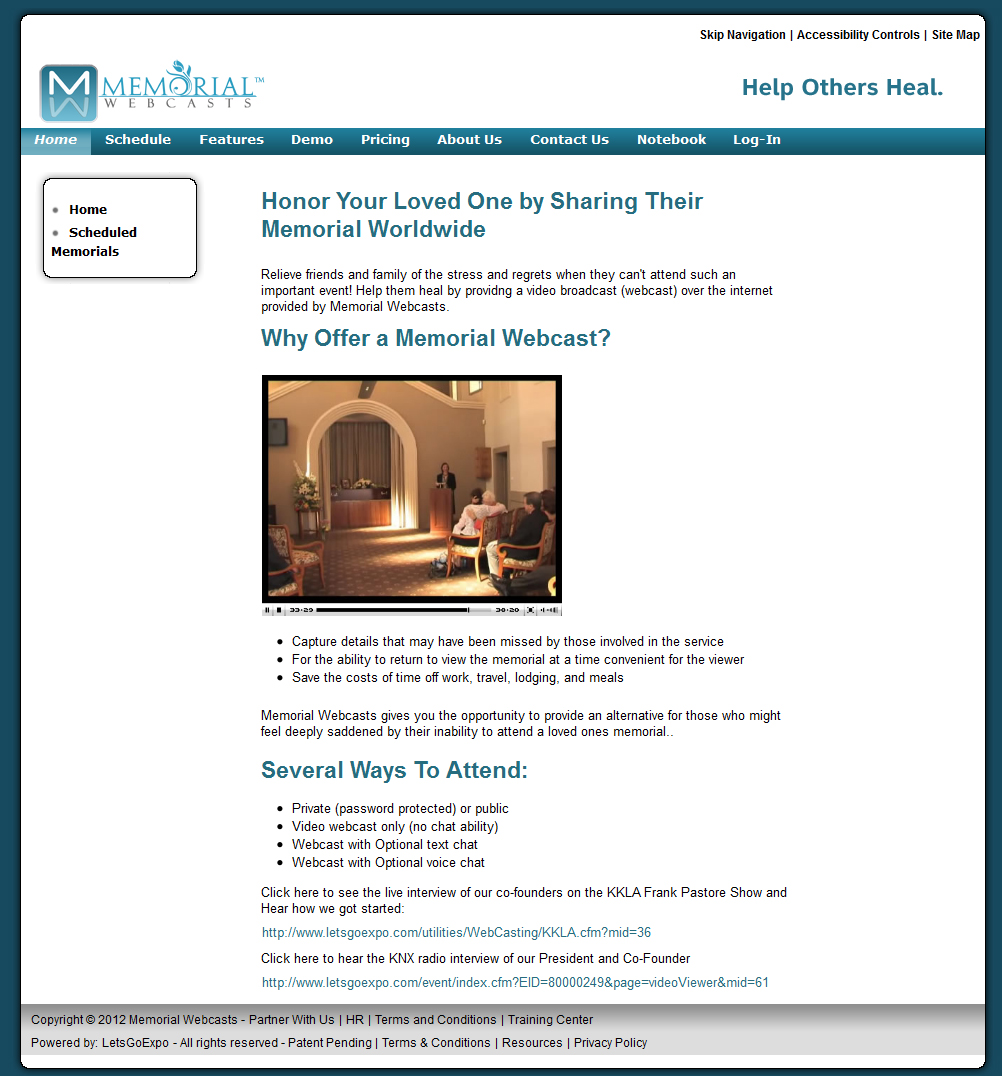 Skip Navigation | Accessibility Controls | Site Map
M MEMORIAL™
WEBCASTS
Help Others Heal.
Home Schedule Features Demo Pricing About Us Contact Us Notebook Log-In
Home
Scheduled
Memorials
Honor Your Loved One by Sharing Their
Memorial Worldwide
Relieve friends and family of the stress and regrets when they can't attend such an
important event! Help them heal by providng a video broadcast (webcast) over the internet
provided by Memorial Webcasts.
Why Offer a Memorial Webcast?
33:29 38:20
• Capture details that may have been missed by those involved in the service
• For the ability to return to view the memorial at a time convenient for the viewer
• Save the costs of time off work, travel, lodging, and meals
Memorial Webcasts gives you the opportunity to provide an alternative for those who might
feel deeply saddened by their inability to attend a loved ones memorial..
Several Ways To Attend:
• Private (password protected) or public
• Video webcast only (no chat ability)
• Webcast with Optional text chat
• Webcast with Optional voice chat
Click here to see the live interview of our co-founders on the KKLA Frank Pastore Show and
Hear how we got started:
http://www.letsgoexpo.com/utilities/WebCasting/KKLA.cfm?mid=36
Click here to hear the KNX radio interview of our President and Co-Founder
http://www.letsgoexpo.com/event/index.cfm?EID=80000249&page=videoViewer&mid=61
Copyright © 2012 Memorial Webcasts - Partner With Us | HR | Terms and Conditions | Training Center
Powered by: LetsGoExpo - All rights reserved - Patent Pending | Terms & Conditions | Resources | Privacy Policy